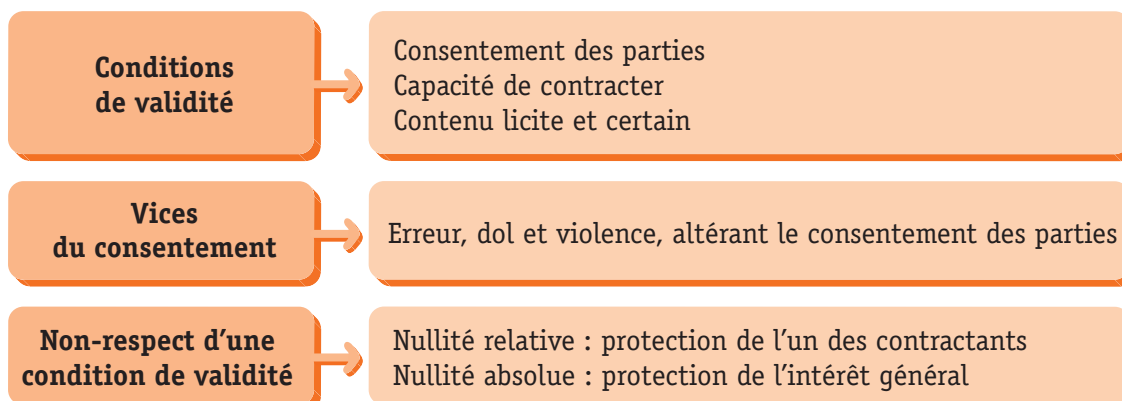 Conditions
de validité
Consentement des parties
Capacité de contracter
Contenu licite et certain
Vices
du consentement
Erreur, dol et violence, altérant le consentement des parties
Non-respect d’une
condition de validité
Nullité relative : protection de l’un des contractants
Nullité absolue : protection de l’intérêt général